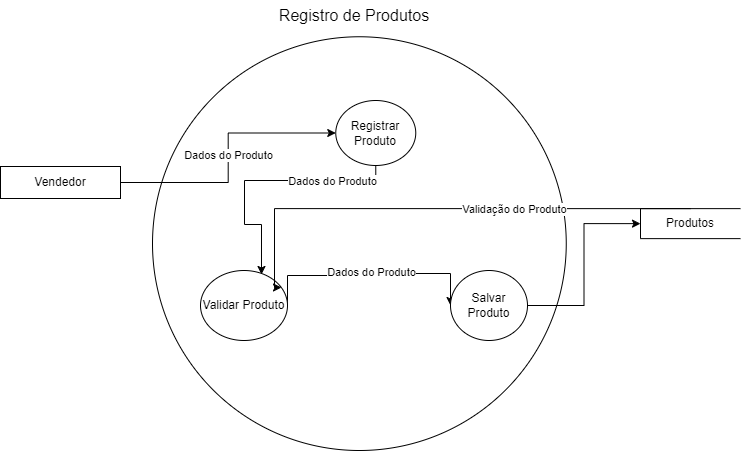 Registro de Produtos
Registrar
Produto
Dados do Produto
Vendedor
Dados do Produto
Validação do Produto
Produtos
Dados do Produto
Validar Produto
Salvar
Produto